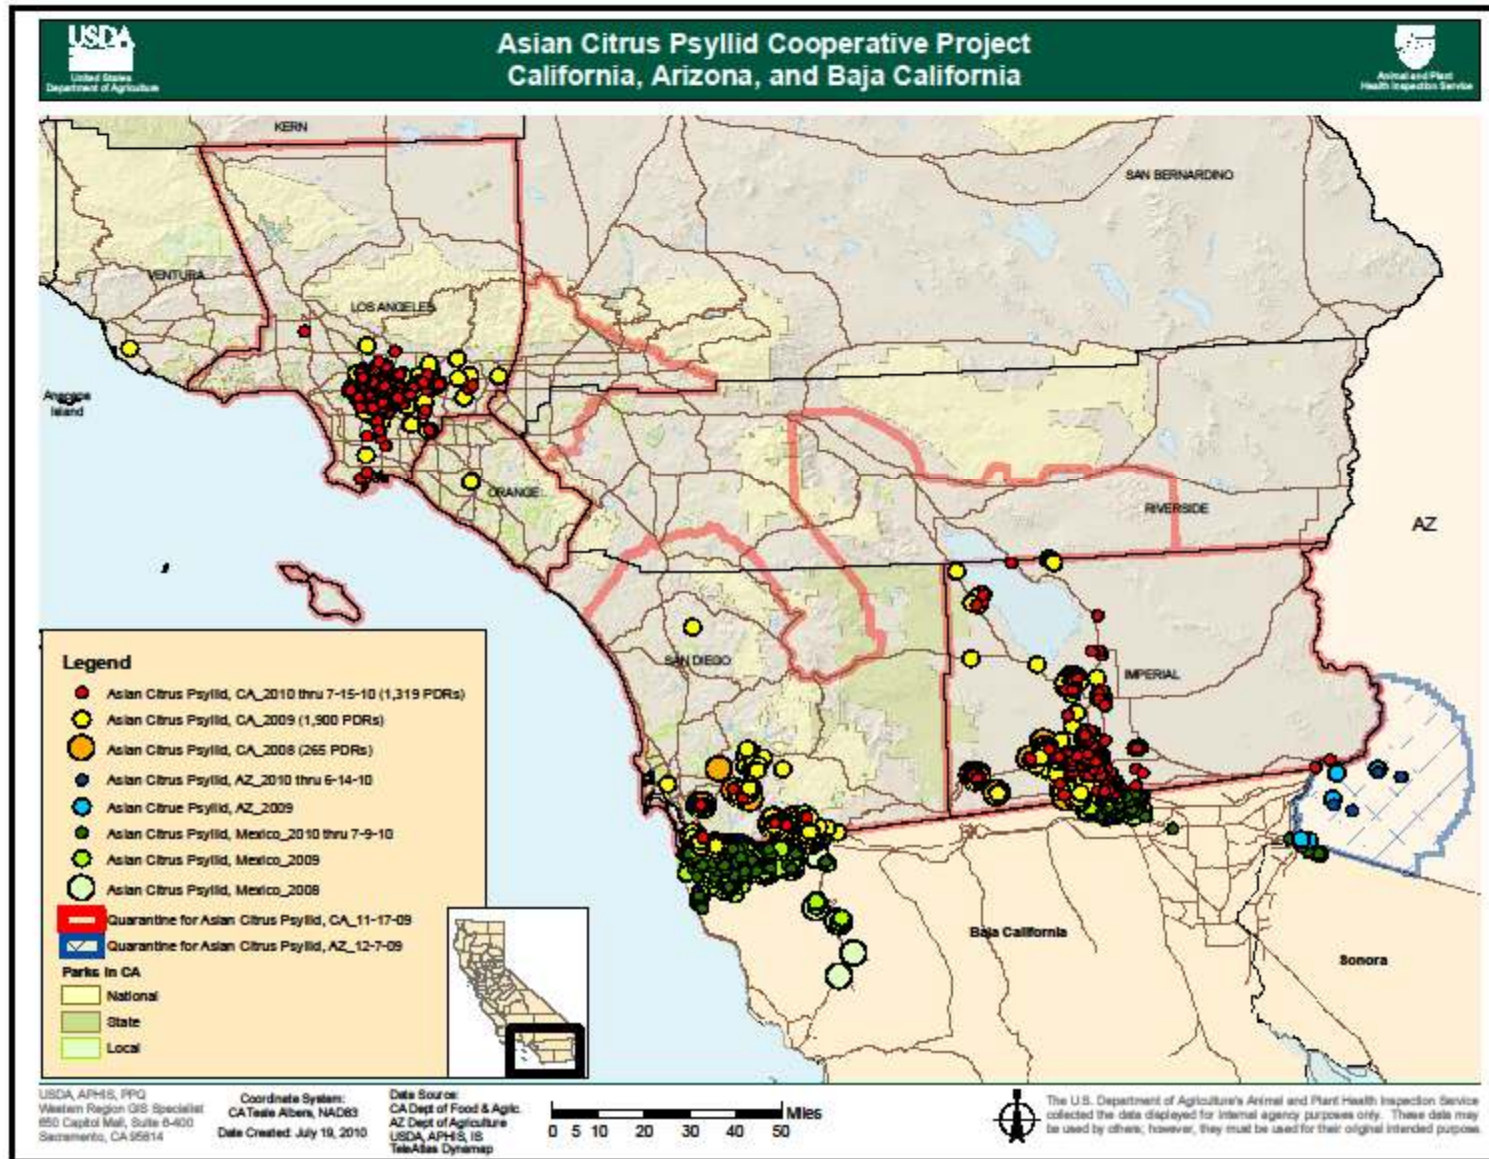 USDA
United States
Department of Agriculture
Asian Citrus Psyllid Cooperative Project
California, Arizona, and Baja California
Animal and Plant
Health Inspection Service
KERN
SAN BERNARDINO
VENTURA
LOS ANGELES
Anacapa
Island
ORANGE
RIVERSIDE
AZ
SAN DIEGO
IMPERIAL
Baja California
Sonora
Legend
Asian Citrus Psyllid, CA_2010 thru 7-15-10 (1,319 PDRs)
Asian Citrus Psyllid, CA_2009 (1,900 PDRs)
Asian Citrus Psyllid, CA_2008 (265 PDRs)
Asian Citrus Psyllid, AZ_2010 thru 6-14-10
Asian Citrue Psyllid, AZ_2009
Asian Citrus Psyllid, Mexico_2010 thru 7-9-10
Asian Citrus Psyllid, Mexico_2009
Asian Citrus Psyllid, Mexico_2008
Quarantine for Asian Citrus Psyllid, CA_11-17-09
Quarantine for Asian Citrus Psyllid, AZ_12-7-09
Parks in CA
National
State
Local
USDA, APHIS, PPQ
Western Region GIS Specialist
650 Capitol Mall, Suite 6-400
Sacramento, CA 95814
Coordinate System:
CA Teale Albers, NAD83
Date Created: July 19, 2010
Data Source:
CA Dept of Food & Agric.
AZ Dept of Agriculture
USDA, APHIS, IS
TeleAtlas Dynamap
Miles
0 5 10 20 30 40 50
The U.S. Department of Agriculture's Animal and Plant Health Inspection Service
collected the data displayed for internal agency purposes only. These data may
be used by others; however, they must be used for their original intended purpose